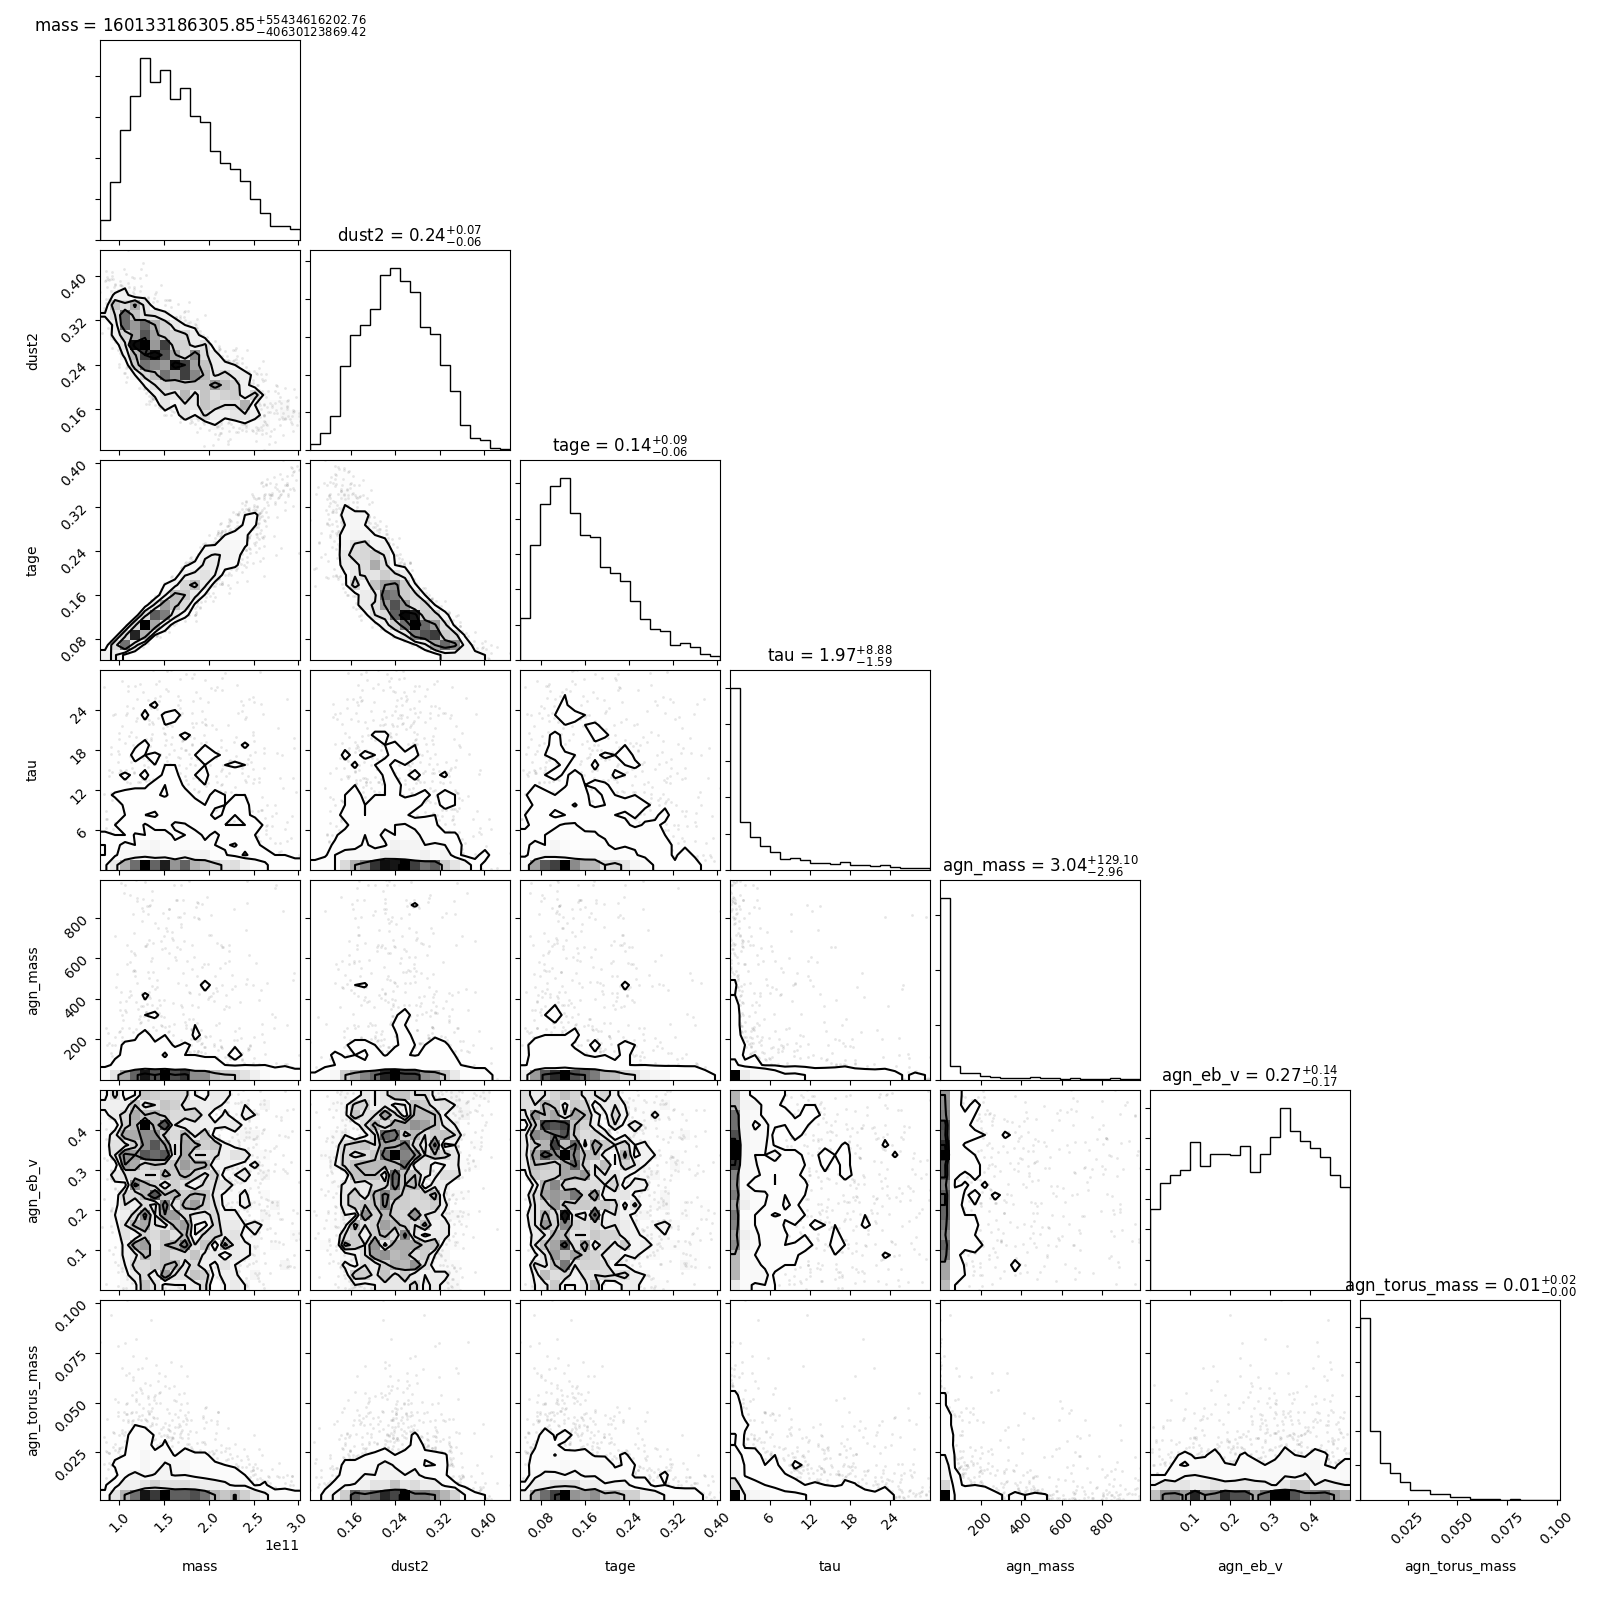 mass = 160133186305.85 +55434616202.76 −40630123869.42
dust2 = 0.24 +0.07 −0.06
0.40
0.32
0.24
0.16
dust2
tage = 0.14 +0.09 −0.06
0.40
0.32
0.24
0.16
0.08
tage
tau = 1.97 +8.88 −1.59
24
18
12
6
tau
agn_mass = 3.04 +129.10 −2.96
800
600
400
200
agn_mass
agn_eb_v = 0.27 +0.14 −0.17
0.4
0.3
0.2
0.1
agn_eb_v
agn_torus_mass = 0.01 +0.02 −0.00
0.100
0.075
0.050
0.025
agn_torus_mass
1.0 1.5 2.0 2.5 3.0 0.16 0.24 0.32 0.40 0.08 0.16 0.24 0.32 0.40 6 12 18 24 200 400 600 800 0.1 0.2 0.3 0.4 0.025 0.050 0.075 0.100
1e11
mass dust2 tage tau agn_mass agn_eb_v agn_torus_mass